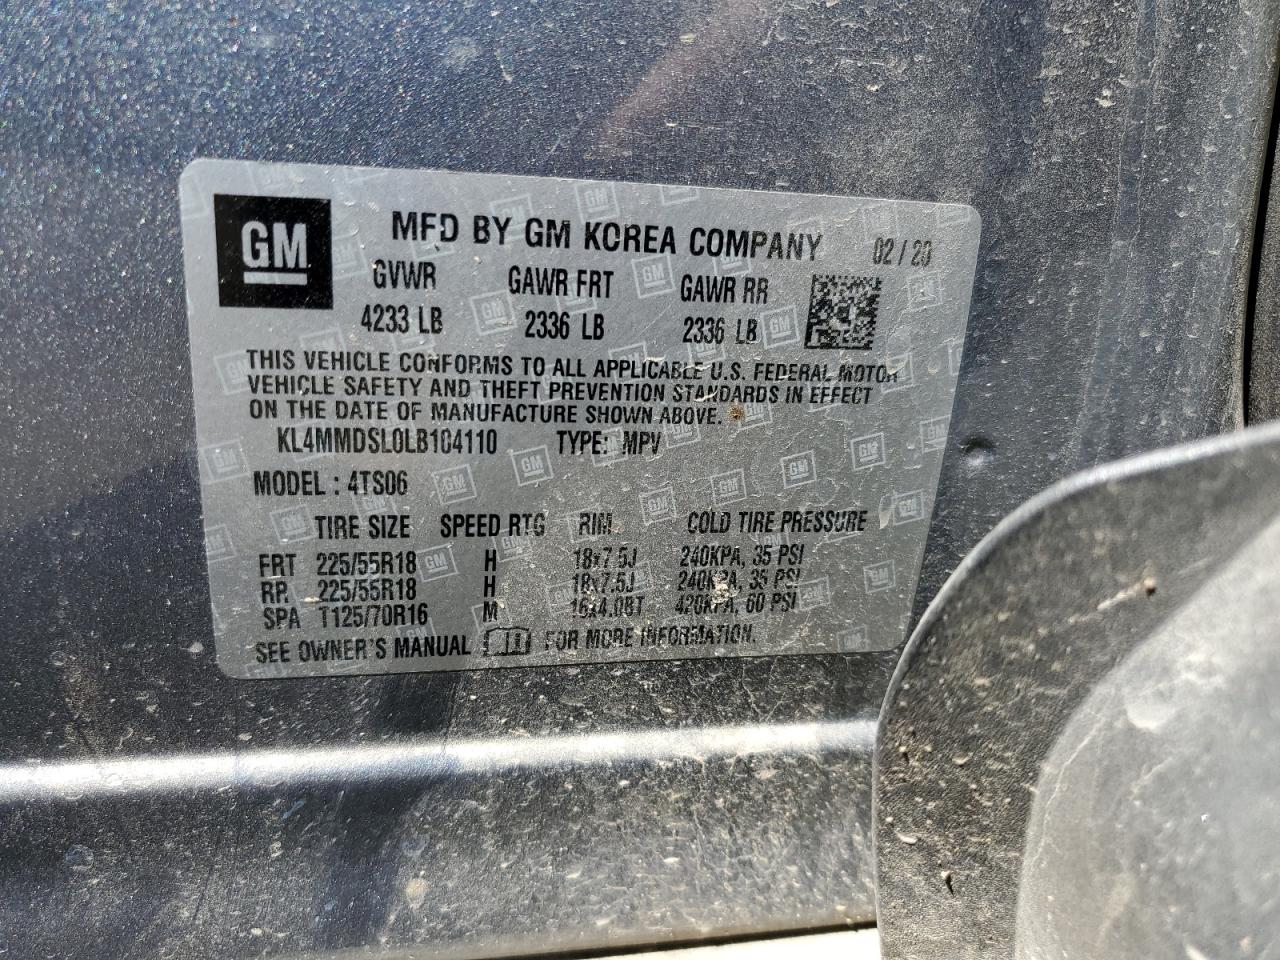 GM MFD BY GM KOREA COMPANY 02/20
GVWR GAWR FRT GAWR RR
4233 LB 2336 LB 2336 LB
THIS VEHICLE CONFORMS TO ALL APPLICABLE U.S. FEDERAL MOTOR
VEHICLE SAFETY AND THEFT PREVENTION STANDARDS IN EFFECT
ON THE DATE OF MANUFACTURE SHOWN ABOVE.
KL4MMDSL0LB104110 TYPE: MPV
MODEL : 4TS06
TIRE SIZE SPEED RTG RIM COLD TIRE PRESSURE
FRT 225/55R18 H 18x7.5J 240KPA, 35 PSI
RR 225/55R18 H 18x7.5J 240KPA, 35 PSI
SPA T125/70R16 M 16x4.0BT 420KPA, 60 PSI
SEE OWNER'S MANUAL FOR MORE INFORMATION.